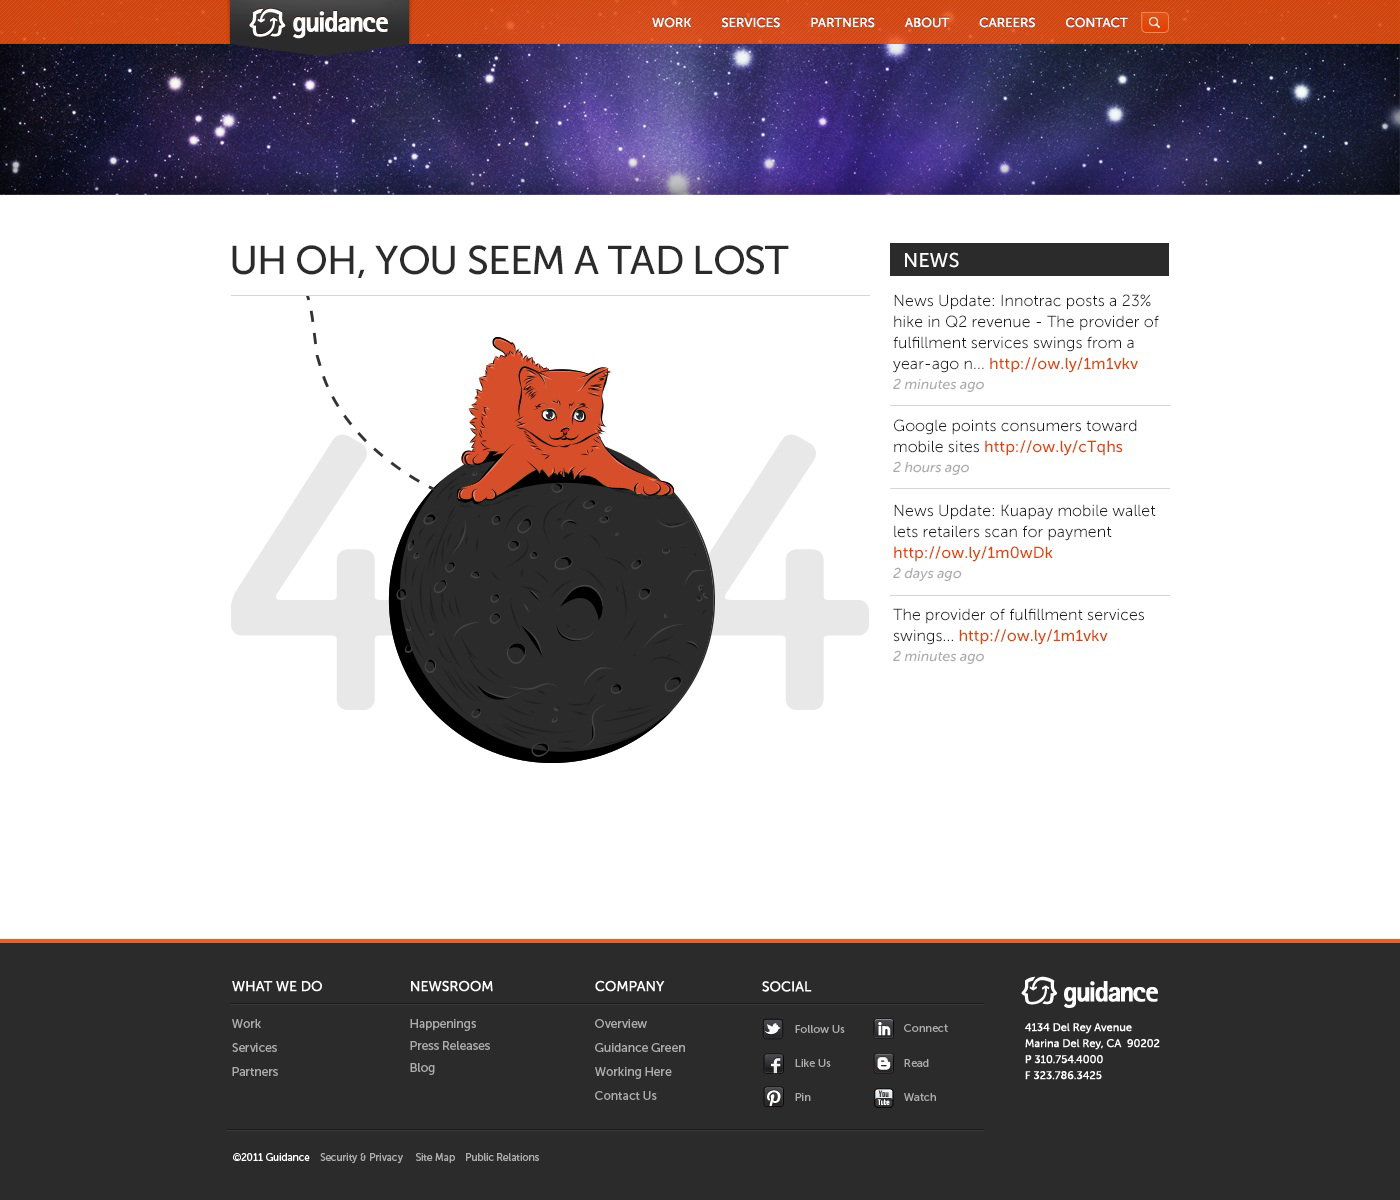 guidance
WORK SERVICES PARTNERS ABOUT CAREERS CONTACT
UH OH, YOU SEEM A TAD LOST
4 4
NEWS
News Update: Innotrac posts a 23%
hike in Q2 revenue - The provider of
fulfillment services swings from a
year-ago n... http://ow.ly/1m1vkv
2 minutes ago
Google points consumers toward
mobile sites http://ow.ly/cTqhs
2 hours ago
News Update: Kuapay mobile wallet
lets retailers scan for payment
http://ow.ly/1m0wDk
2 days ago
The provider of fulfillment services
swings... http://ow.ly/1m1vkv
2 minutes ago
WHAT WE DO
Work
Services
Partners
NEWSROOM
Happenings
Press Releases
Blog
COMPANY
Overview
Guidance Green
Working Here
Contact Us
SOCIAL
Follow Us
in Connect
f Like Us
B Read
Pin
You Tube Watch
guidance
4134 Del Rey Avenue
Marina Del Rey, CA 90202
P 310.754.4000
F 323.786.3425
©2011 Guidance Security & Privacy Site Map Public Relations